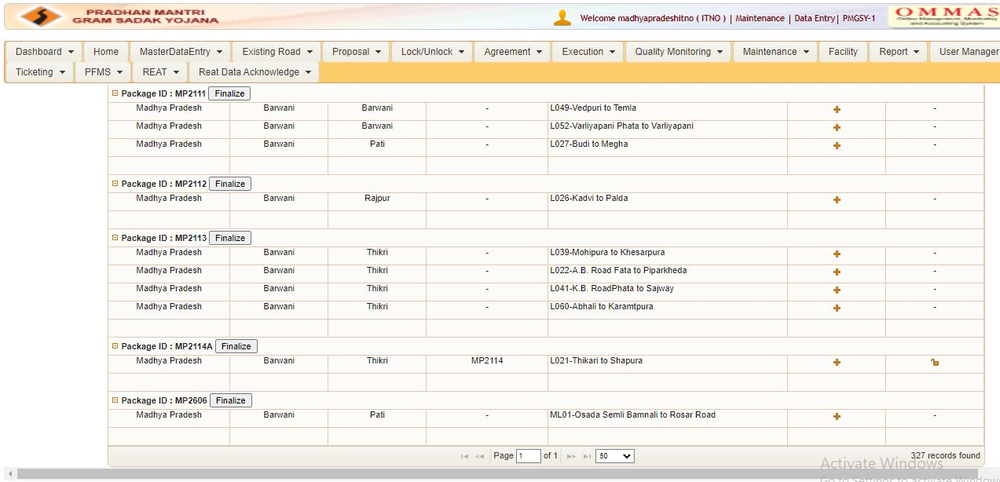 PRADHAN MANTRI
GRAM SADAK YOJANA
Welcome madhyapradeshitno ( ITNO ) | Maintenance | Data Entry | PMGSY-1
OMMAS
Online Management, Monitoring
and Accounting System
Dashboard Home MasterDataEntry Existing Road Proposal Lock/Unlock Agreement Execution Quality Monitoring Maintenance Facility Report User Manager
Ticketing PFMS REAT Reat Data Acknowledge
Package ID : MP2111 Finalize
Madhya Pradesh Barwani Barwani - L049-Vedpuri to Temla + -
Madhya Pradesh Barwani Barwani - L052-Varliyapani Phata to Varliyapani + -
Madhya Pradesh Barwani Pati - L027-Budi to Megha + -
Package ID : MP2112 Finalize
Madhya Pradesh Barwani Rajpur - L026-Kadvi to Palda + -
Package ID : MP2113 Finalize
Madhya Pradesh Barwani Thikri - L039-Mohipura to Khesarpura + -
Madhya Pradesh Barwani Thikri - L022-A.B. Road Fata to Piparkheda + -
Madhya Pradesh Barwani Thikri - L041-K.B. RoadPhata to Sajway + -
Madhya Pradesh Barwani Thikri - L060-Abhali to Karamtpura + -
Package ID : MP2114A Finalize
Madhya Pradesh Barwani Thikri MP2114 L021-Thikari to Shapura +
Package ID : MP2606 Finalize
Madhya Pradesh Barwani Pati - ML01-Osada Semli Bamnali to Rosar Road + -
Page 1 of 1 50 327 records found
Activate Windows
Go to Settings to activate Windows